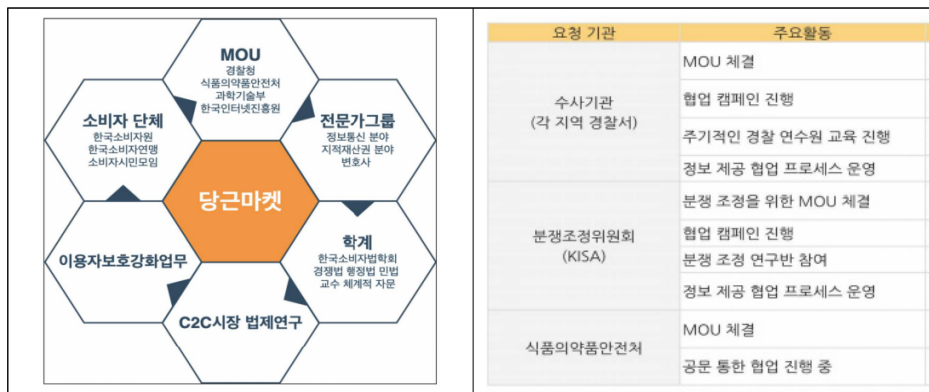 MOU
경찰청
식품의약품안전처
과학기술부
한국인터넷진흥원
소비자 단체
한국소비자원
한국소비자연맹
소비자시민모임
전문가그룹
정보통신 분야
지적재산권 분야
변호사
당근마켓
이용자보호강화업무
학계
한국소비자법학회
경쟁법 행정법 민법
교수 체계적 자문
C2C시장 법제연구
요청 기관
주요활동
수사기관
(각 지역 경찰서)
MOU 체결
협업 캠페인 진행
주기적인 경찰 연수원 교육 진행
정보 제공 협업 프로세스 운영
분쟁조정위원회
(KISA)
분쟁 조정을 위한 MOU 체결
협업 캠페인 진행
분쟁 조정 연구반 참여
정보 제공 협업 프로세스 운영
식품의약품안전처
MOU 체결
공문 통한 협업 진행 중